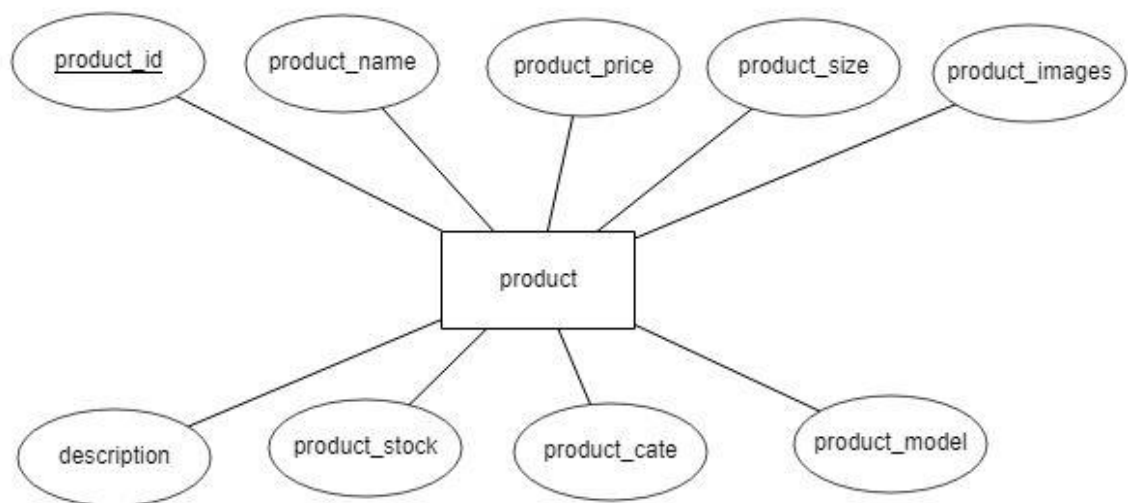 product_id
product_name
product_price
product_size
product_images
product
description
product_stock
product_cate
product_model